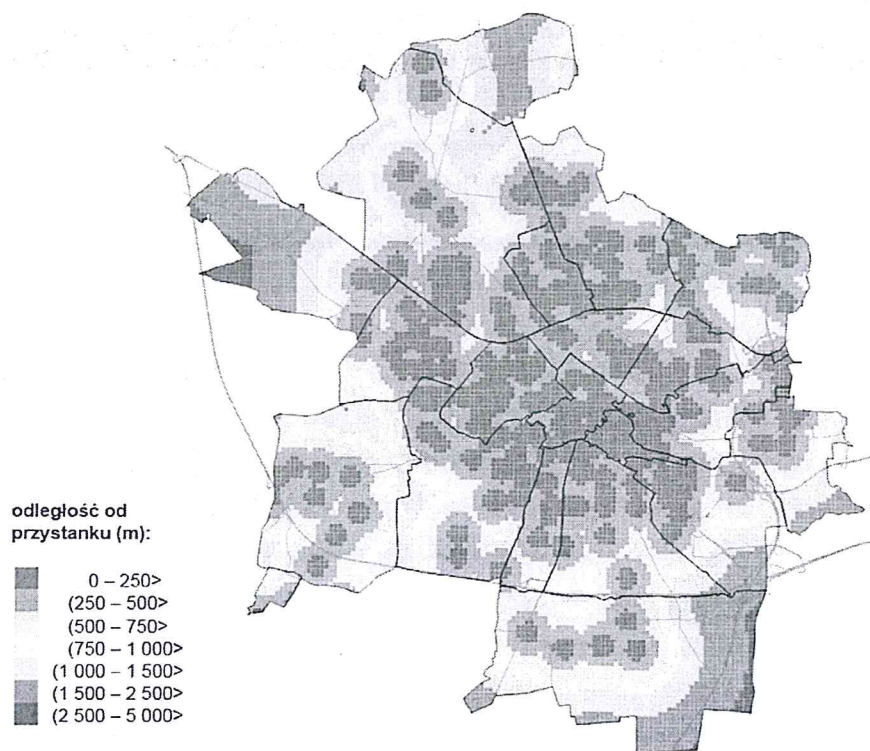 odległość od
przystanku (m):
0 – 250>
(250 – 500>
(500 – 750>
(750 – 1 000>
(1 000 – 1 500>
(1 500 – 2 500>
(2 500 – 5 000>